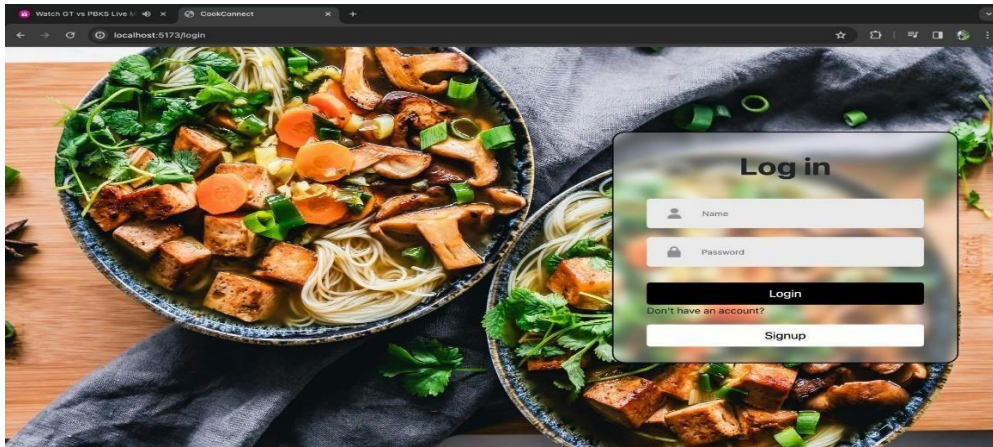 Watch GT vs PBKS Live M
CookConnect
localhost:5173/login
Log in
Name
Password
Login
Don't have an account?
Signup